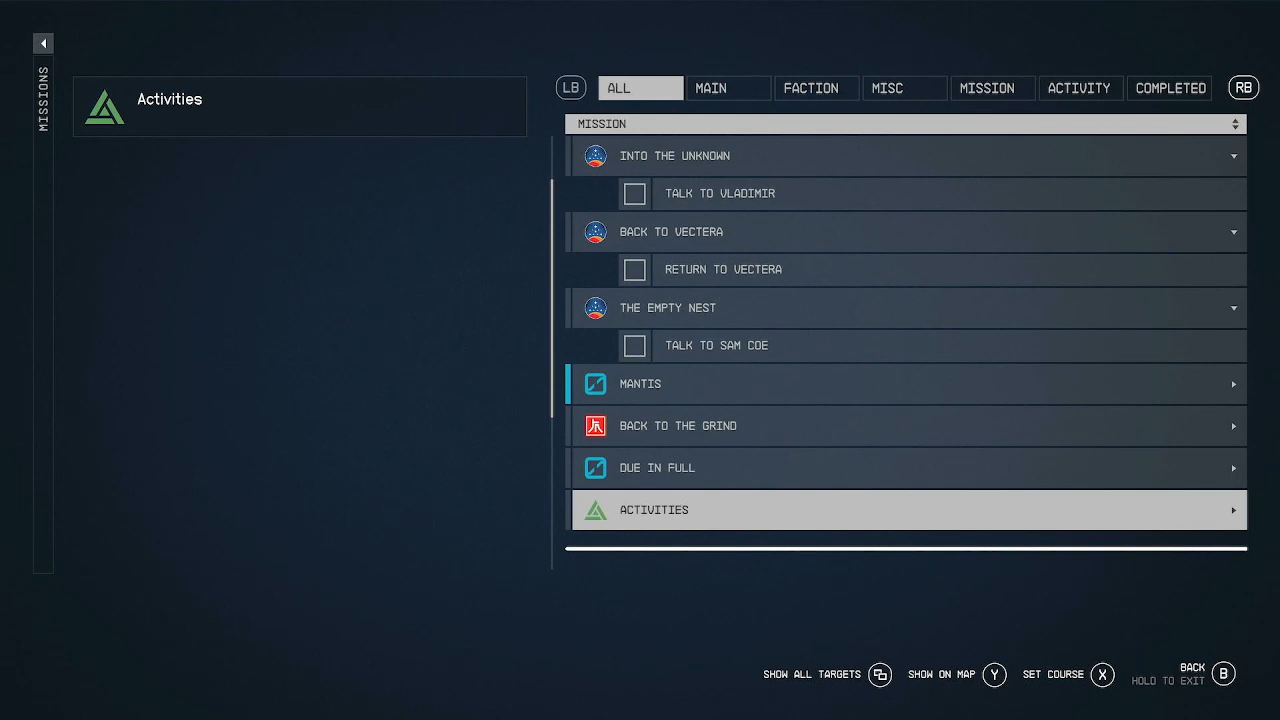 MISSIONS
Activities
LB
ALL
MAIN
FACTION
MISC
MISSION
ACTIVITY
COMPLETED
RB
MISSION
INTO THE UNKNOWN
TALK TO VLADIMIR
BACK TO VECTERA
RETURN TO VECTERA
THE EMPTY NEST
TALK TO SAM COE
MANTIS
BACK TO THE GRIND
DUE IN FULL
ACTIVITIES
SHOW ALL TARGETS
SHOW ON MAP Y
SET COURSE X
BACK B
HOLD TO EXIT